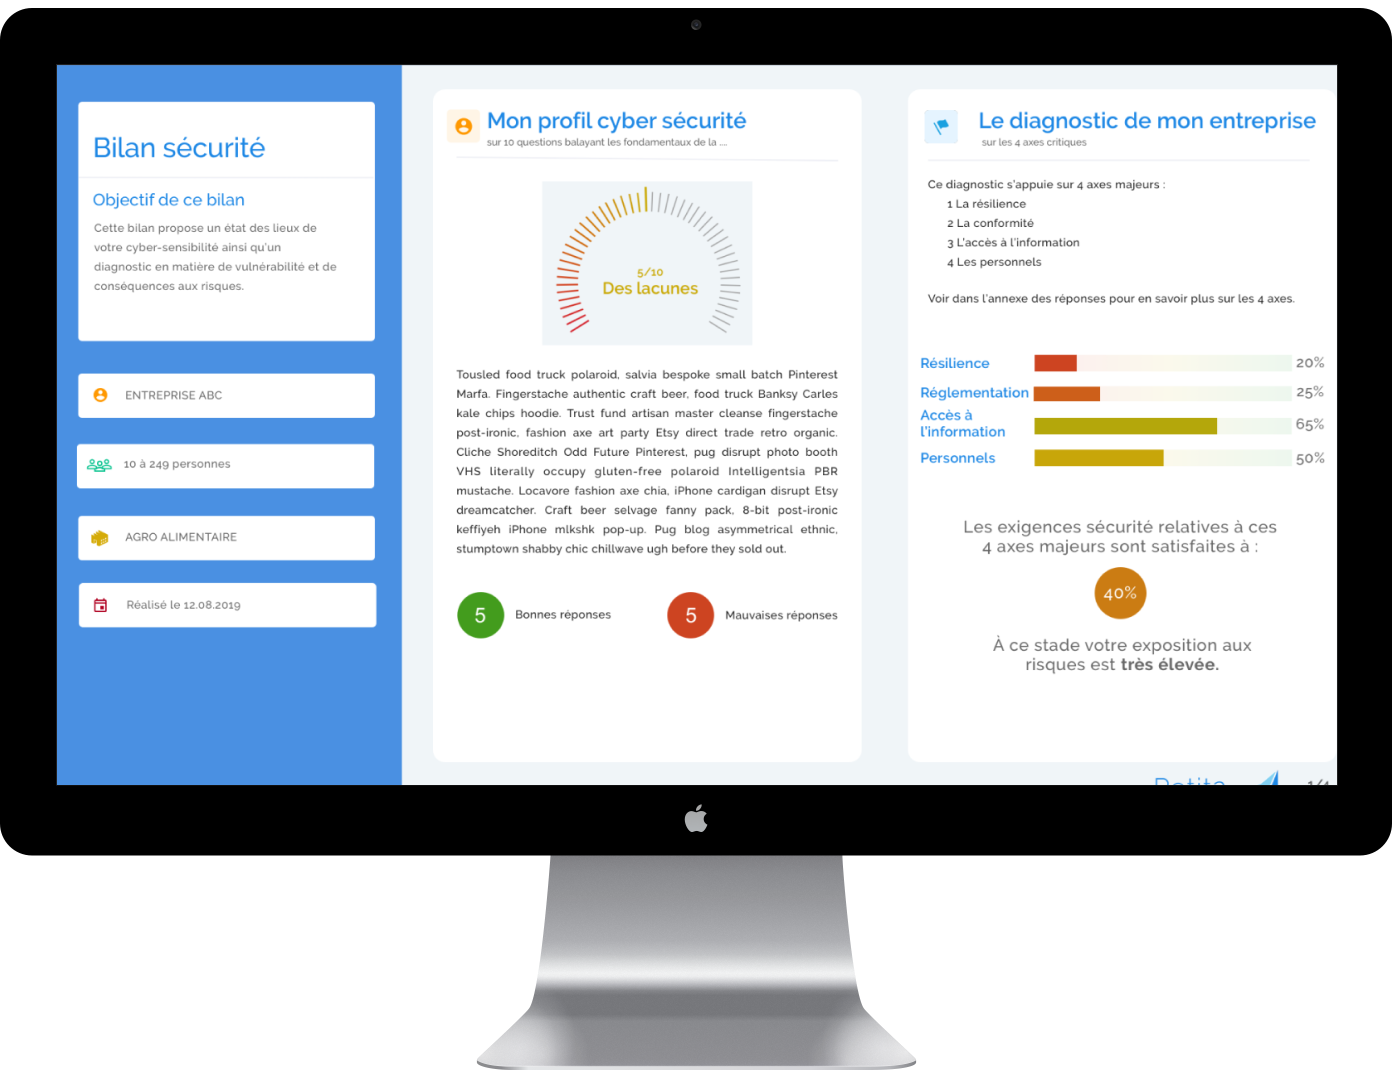 Bilan sécurité
Objectif de ce bilan
Cette bilan propose un état des lieux de
votre cyber-sensibilité ainsi qu'un
diagnostic en matière de vulnérabilité et de
conséquences aux risques.
ENTREPRISE ABC
10 à 249 personnes
AGRO ALIMENTAIRE
Réalisé le 12.08.2019
Mon profil cyber sécurité
sur 10 questions balayant les fondamentaux de la ....
5/10
Des lacunes
Tousled food truck polaroid, salvia bespoke small batch Pinterest
Marfa. Fingerstache authentic craft beer, food truck Banksy Carles
kale chips hoodie. Trust fund artisan master cleanse fingerstache
post-ironic, fashion axe art party Etsy direct trade retro organic.
Cliche Shoreditch Odd Future Pinterest, pug disrupt photo booth
VHS literally occupy gluten-free polaroid Intelligentsia PBR
mustache. Locavore fashion axe chia, iPhone cardigan disrupt Etsy
dreamcatcher. Craft beer selvage fanny pack, 8-bit post-ironic
keffiyeh iPhone mlkshk pop-up. Pug blog asymmetrical ethnic,
stumptown shabby chic chillwave ugh before they sold out.
5 Bonnes réponses
5 Mauvaises réponses
Le diagnostic de mon entreprise
sur les 4 axes critiques
Ce diagnostic s'appuie sur 4 axes majeurs :
1 La résilience
2 La conformité
3 L'accès à l'information
4 Les personnels
Voir dans l'annexe des réponses pour en savoir plus sur les 4 axes.
Résilience 20%
Réglementation 25%
Accès à
l'information 65%
Personnels 50%
Les exigences sécurité relatives à ces
4 axes majeurs sont satisfaites à :
40%
À ce stade votre exposition aux
risques est très élevée.